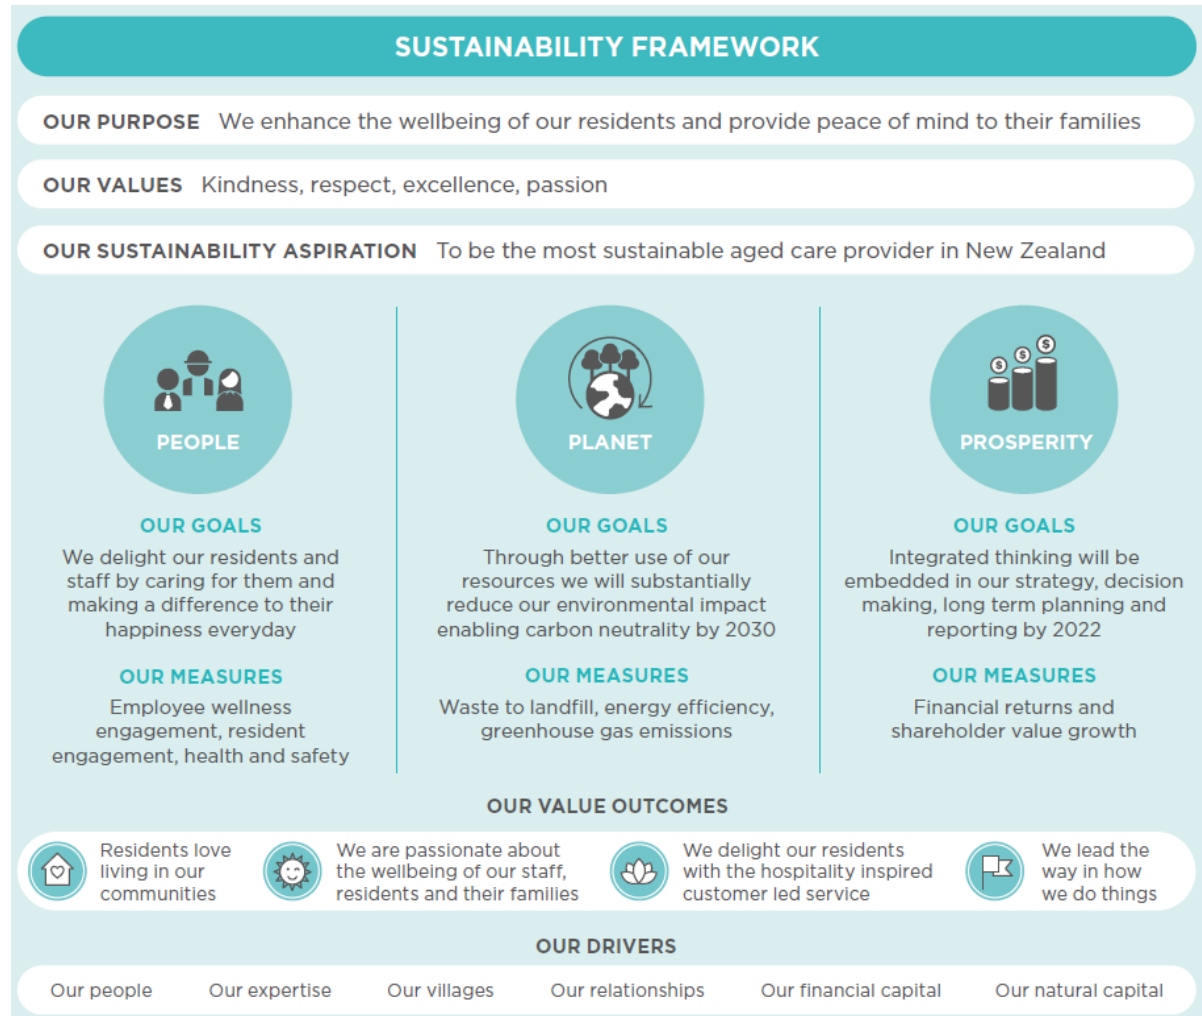 SUSTAINABILITY FRAMEWORK
OUR PURPOSE We enhance the wellbeing of our residents and provide peace of mind to their families
OUR VALUES Kindness, respect, excellence, passion
OUR SUSTAINABILITY ASPIRATION To be the most sustainable aged care provider in New Zealand
PEOPLE
OUR GOALS
We delight our residents and
staff by caring for them and
making a difference to their
happiness everyday
OUR MEASURES
Employee wellness
engagement, resident
engagement, health and safety
PLANET
OUR GOALS
Through better use of our
resources we will substantially
reduce our environmental impact
enabling carbon neutrality by 2030
OUR MEASURES
Waste to landfill, energy efficiency,
greenhouse gas emissions
$ $ $
PROSPERITY
OUR GOALS
Integrated thinking will be
embedded in our strategy, decision
making, long term planning and
reporting by 2022
OUR MEASURES
Financial returns and
shareholder value growth
OUR VALUE OUTCOMES
Residents love
living in our
communities
We are passionate about
the wellbeing of our staff,
residents and their families
We delight our residents
with the hospitality inspired
customer led service
We lead the
way in how
we do things
OUR DRIVERS
Our people Our expertise Our villages Our relationships Our financial capital Our natural capital